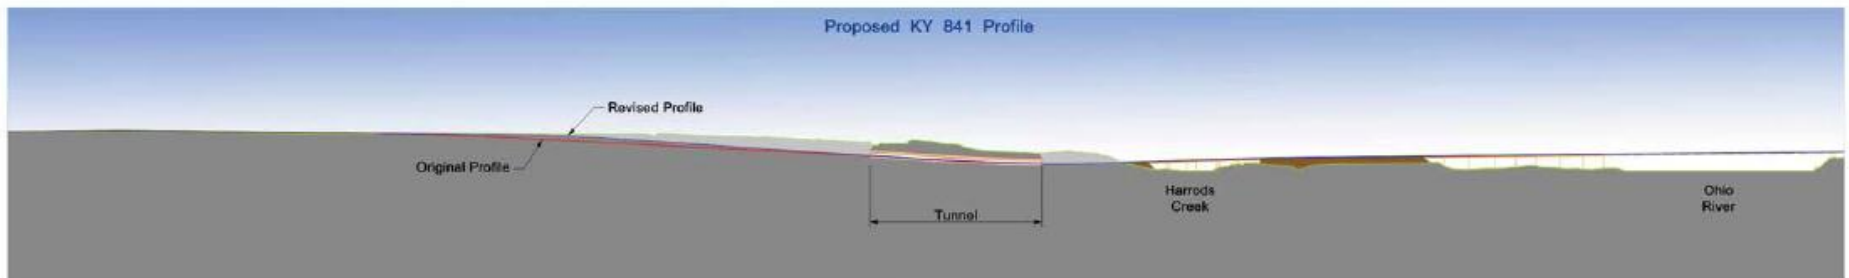 Proposed KY 841 Profile
Revised Profile
Original Profile
Tunnel
Harrods
Creek
Ohio
River